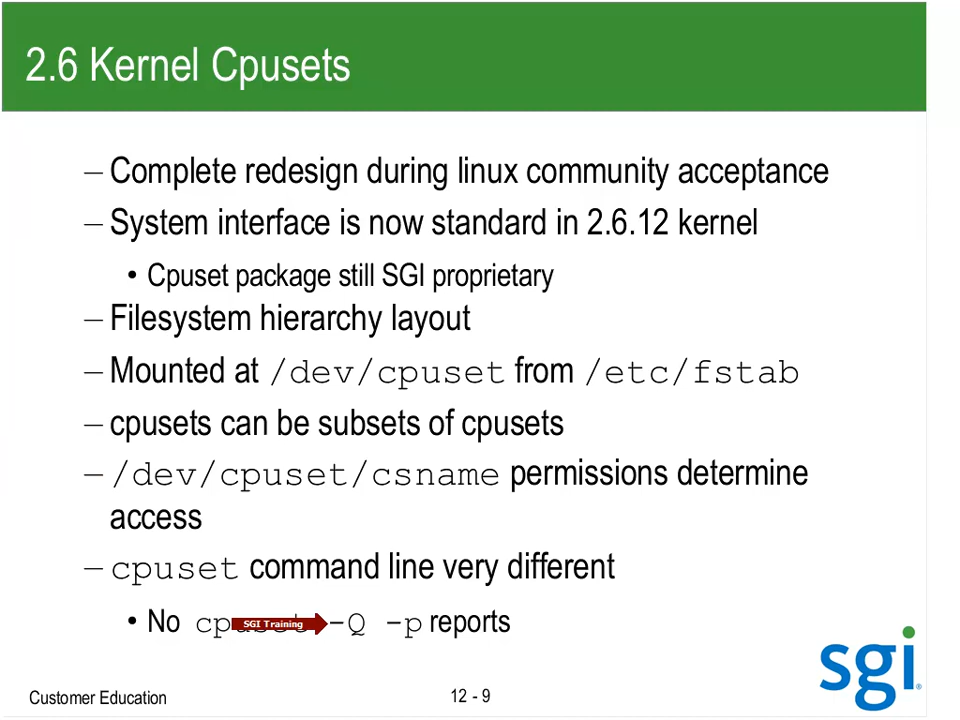 2.6 Kernel Cpusets
– Complete redesign during linux community acceptance
– System interface is now standard in 2.6.12 kernel
• Cpuset package still SGI proprietary
– Filesystem hierarchy layout
– Mounted at /dev/cpuset from /etc/fstab
– cpusets can be subsets of cpusets
– /dev/cpuset/csname permissions determine
access
– cpuset command line very different
• No cpuset -Q -p reports
SGI Training
sgi®
Customer Education
12 - 9